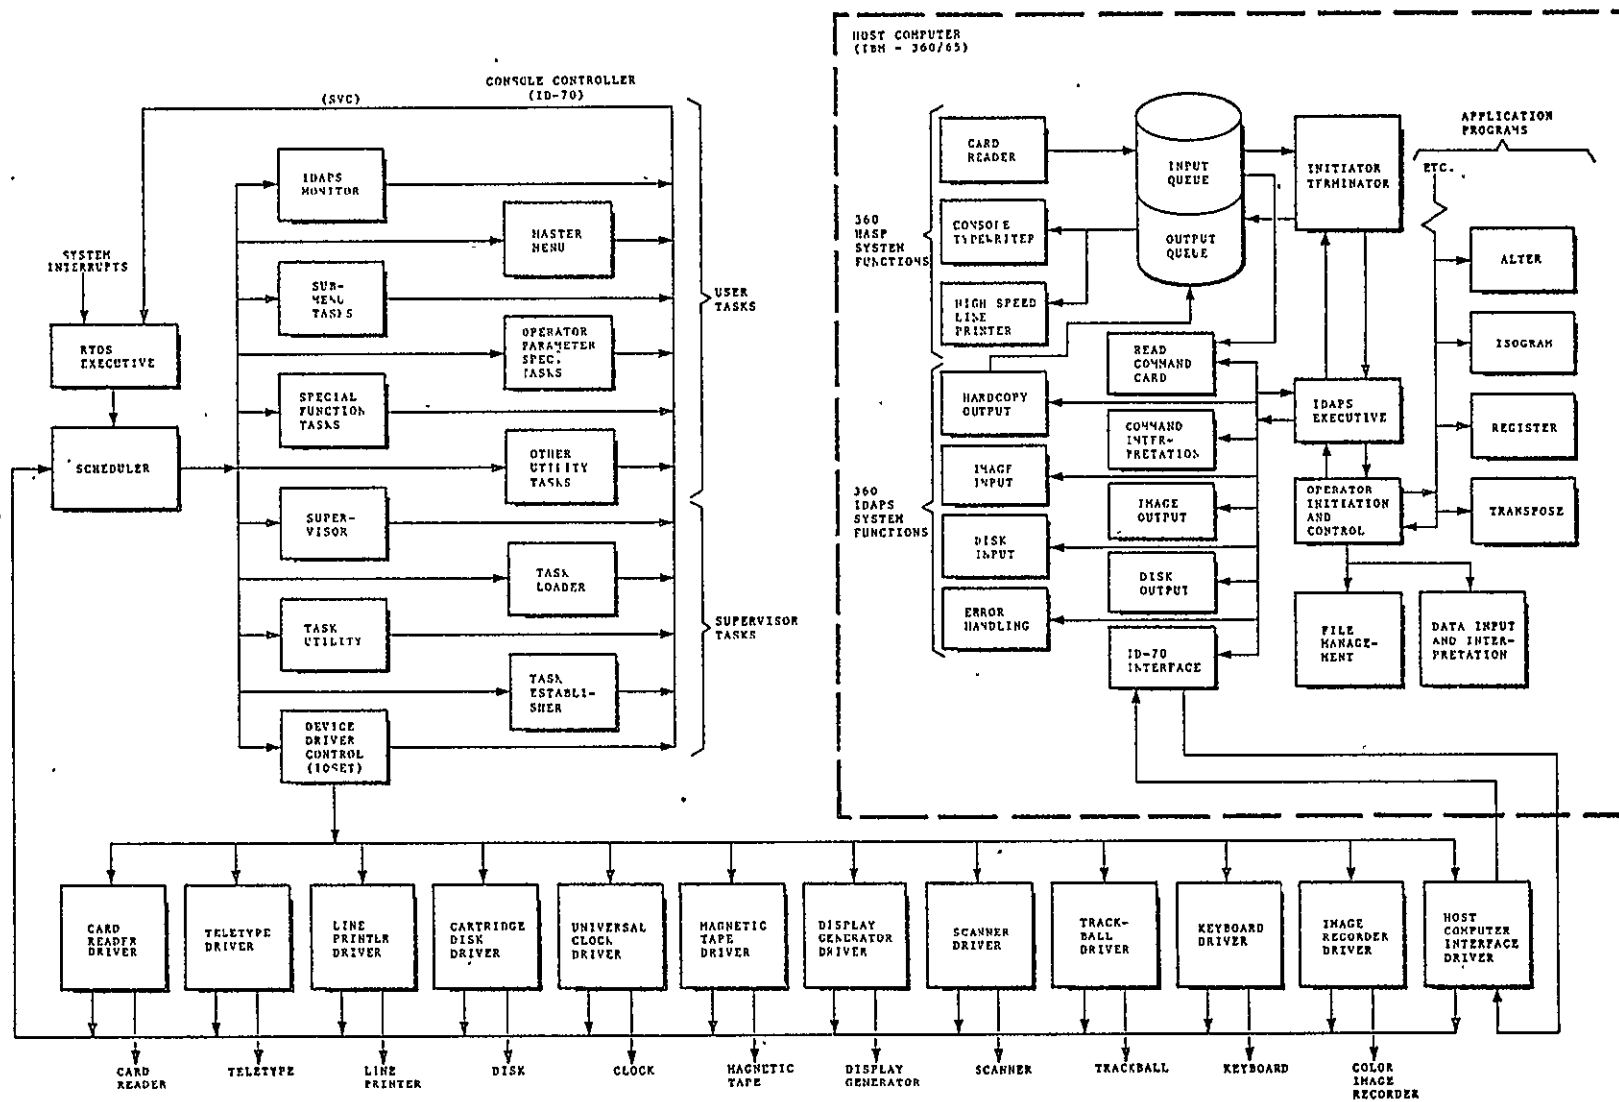 HOST COMPUTER
(IBM - 360/65)
CONSOLE CONTROLLER
(ID-70)
(SVC)
APPLICATION
PROGRAMS
CARD
READER
INPUT
QUEUE
INITIATOR
TERMINATOR
ETC.
IDAPS
MONITOR
360
HASP
SYSTEM
FUNCTIONS
CONSOLE
TYPEWRITER
OUTPUT
QUEUE
MASTER
MENU
ALTER
SYSTEM
INTERRUPTS
SUB-
MENU
TASKS
USER
TASKS
HIGH SPEED
LINE
PRINTER
RTOS
EXECUTIVE
OPERATOR
PARAMETER
SPEC.
TASKS
READ
COMMAND
CARD
ISOGRAM
SPECIAL
FUNCTION
TASKS
HARDCOPY
OUTPUT
IDAPS
EXECUTIVE
COMMAND
INTER-
PRETATION
REGISTER
SCHEDULER
OTHER
UTILITY
TASKS
IMAGE
INPUT
360
IDAPS
SYSTEM
FUNCTIONS
IMAGE
OUTPUT
OPERATOR
INITIATION
AND
CONTROL
TRANSPOSE
SUPER-
VISOR
DISK
INPUT
TASK
LOADER
DISK
OUTPUT
TASK
UTILITY
SUPERVISOR
TASKS
ERROR
HANDLING
FILE
MANAGE-
MENT
DATA INPUT
AND INTER-
PRETATION
ID-70
INTERFACE
TASK
ESTABLI-
SHER
DEVICE
DRIVER
CONTROL
(IOSET)
CARD
READER
DRIVER
TELETYPE
DRIVER
LINE
PRINTER
DRIVER
CARTRIDGE
DISK
DRIVER
UNIVERSAL
CLOCK
DRIVER
MAGNETIC
TAPE
DRIVER
DISPLAY
GENERATOR
DRIVER
SCANNER
DRIVER
TRACK-
BALL
DRIVER
KEYBOARD
DRIVER
IMAGE
RECORDER
DRIVER
HOST
COMPUTER
INTERFACE
DRIVER
CARD
READER
TELETYPE
LINE
PRINTER
DISK
CLOCK
MAGNETIC
TAPE
DISPLAY
GENERATOR
SCANNER
TRACKBALL
KEYBOARD
COLOR
IMAGE
RECORDER